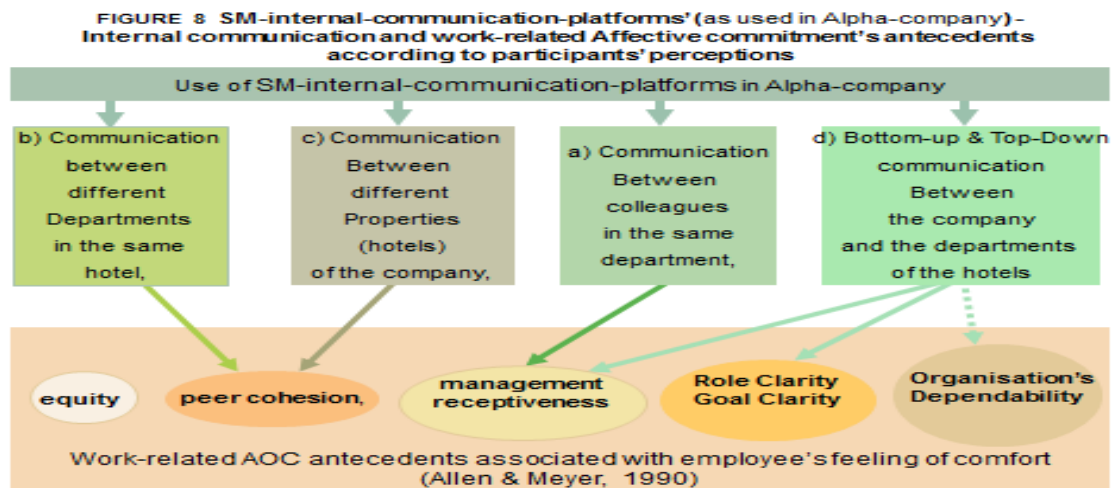 FIGURE 8 SM-internal-communication-platforms' (as used in Alpha-company) -
Internal communication and work-related Affective commitment's antecedents
according to participants' perceptions
Use of SM-internal-communication-platforms in Alpha-company
b) Communication
between
different
Departments
in the same
hotel,
c) Communication
Between
different
Properties
(hotels)
of the company,
a) Communication
Between
colleagues
in the same
department,
d) Bottom-up & Top-Down
communication
Between
the company
and the departments
of the hotels
equity
peer cohesion,
management
receptiveness
Role Clarity
Goal Clarity
Organisation's
Dependability
Work-related AOC antecedents associated with employee's feeling of comfort
(Allen & Meyer, 1990)